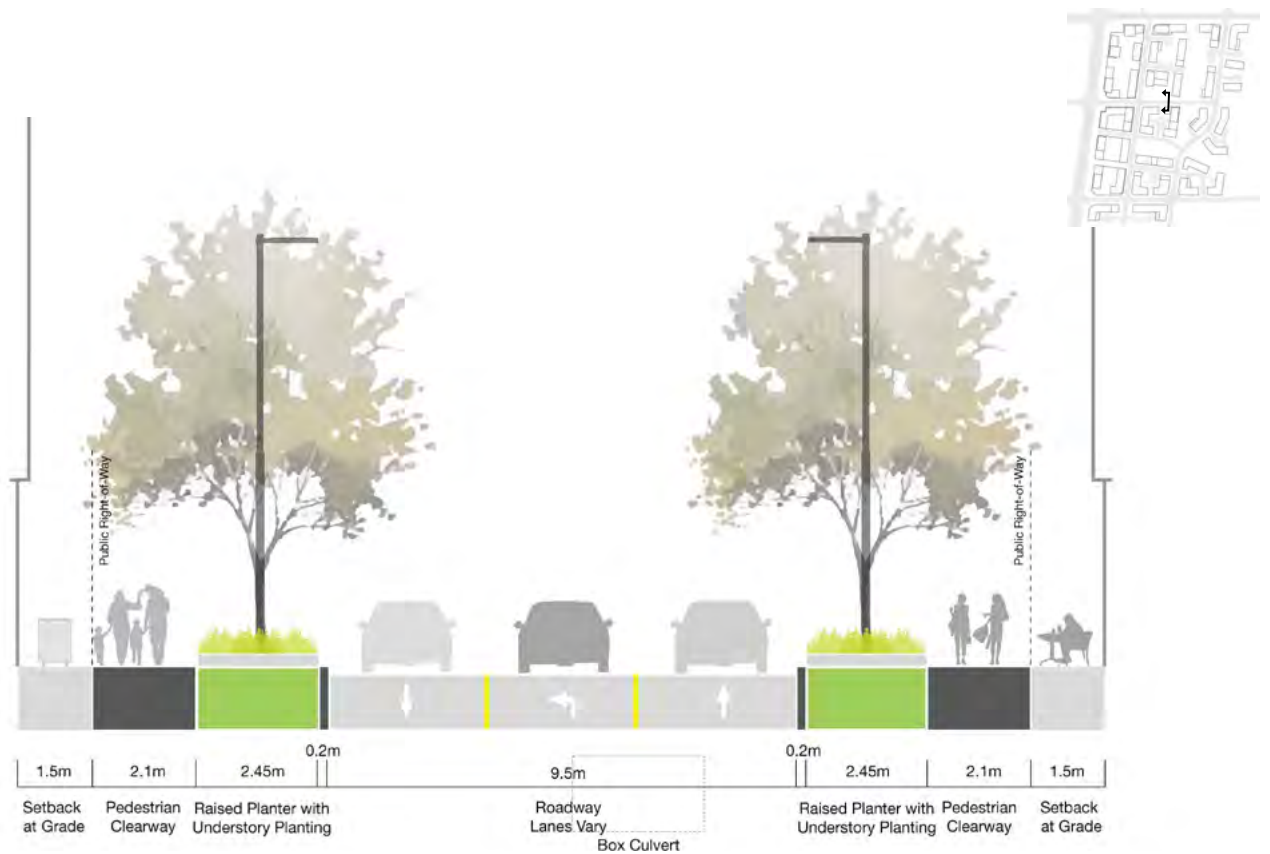 Public Right-of-Way
Public Right-of-Way
0.2m
0.2m
1.5m
2.1m
2.45m
9.5m
2.45m
2.1m
1.5m
Setback
at Grade
Pedestrian
Clearway
Raised Planter with
Understory Planting
Roadway
Lanes Vary
Raised Planter with
Understory Planting
Pedestrian
Clearway
Setback
at Grade
Box Culvert